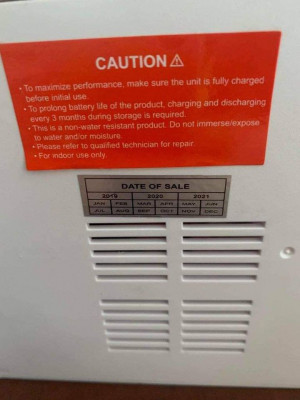 CAUTION ⚠
• To maximize performance, make sure the unit is fully charged
before initial use.
• To prolong battery life of the product, charging and discharging
every 3 months during storage is required.
• This is a non-water resistant product. Do not immerse/expose
to water and/or moisture.
• Please refer to qualified technician for repair.
• For indoor use only.
DATE OF SALE
2019 2020 2021
JAN FEB MAR APR MAY JUN
JUL AUG SEP OCT NOV DEC